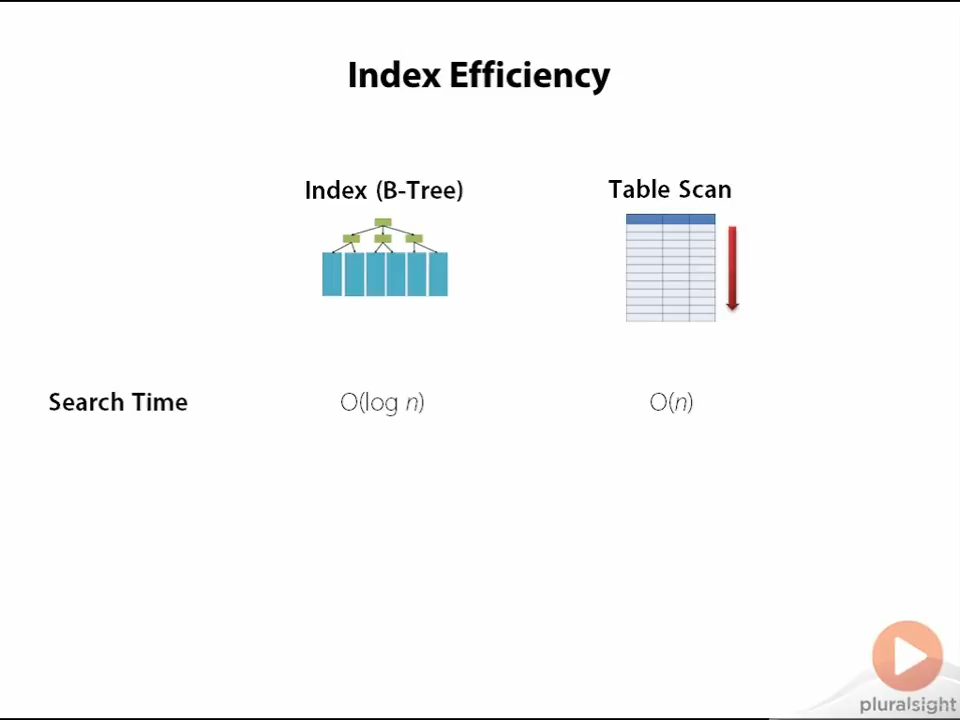 Index Efficiency
Index (B-Tree)
Table Scan
Search Time
O(log n)
O(n)
pluralsight